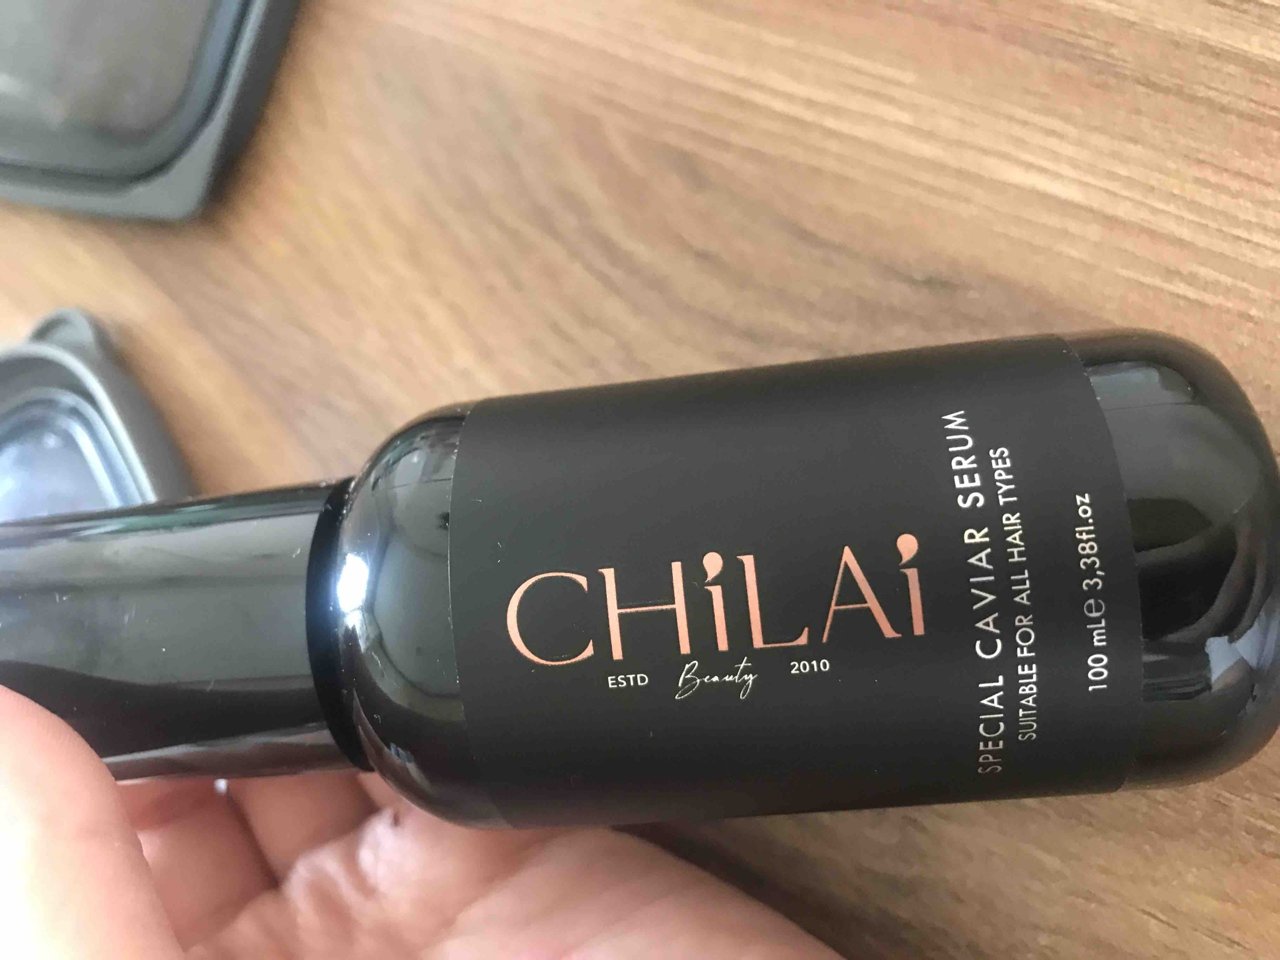 CHiLAi
ESTD Beauty 2010
SPECIAL CAVIAR SERUM
SUITABLE FOR ALL HAIR TYPES
100 mL℮ 3,38fl.oz